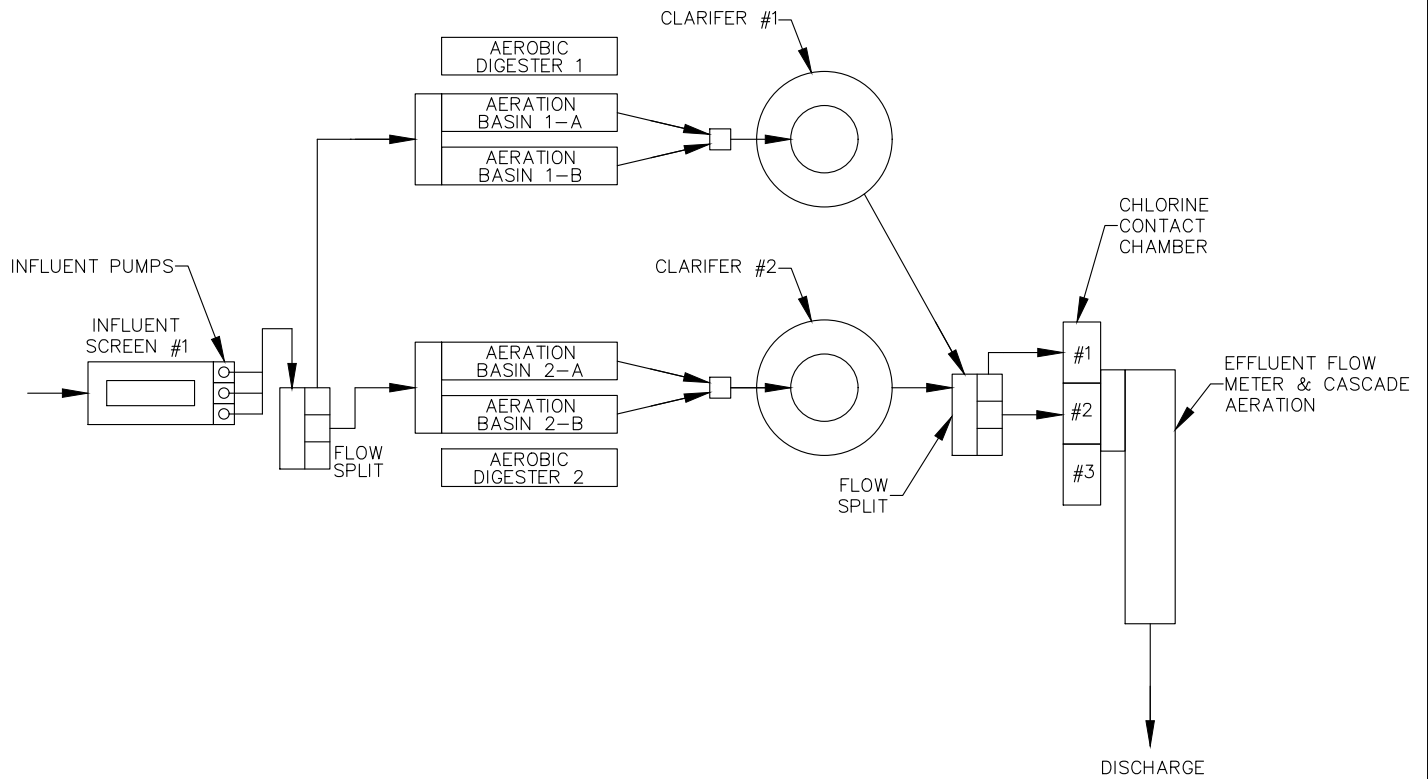 CLARIFER #1
AEROBIC
DIGESTER 1
AERATION
BASIN 1-A
AERATION
BASIN 1-B
CHLORINE
CONTACT
CHAMBER
INFLUENT PUMPS
CLARIFER #2
INFLUENT
SCREEN #1
AERATION
BASIN 2-A
AERATION
BASIN 2-B
#1
#2
#3
EFFLUENT FLOW
METER & CASCADE
AERATION
FLOW
SPLIT
AEROBIC
DIGESTER 2
FLOW
SPLIT
DISCHARGE